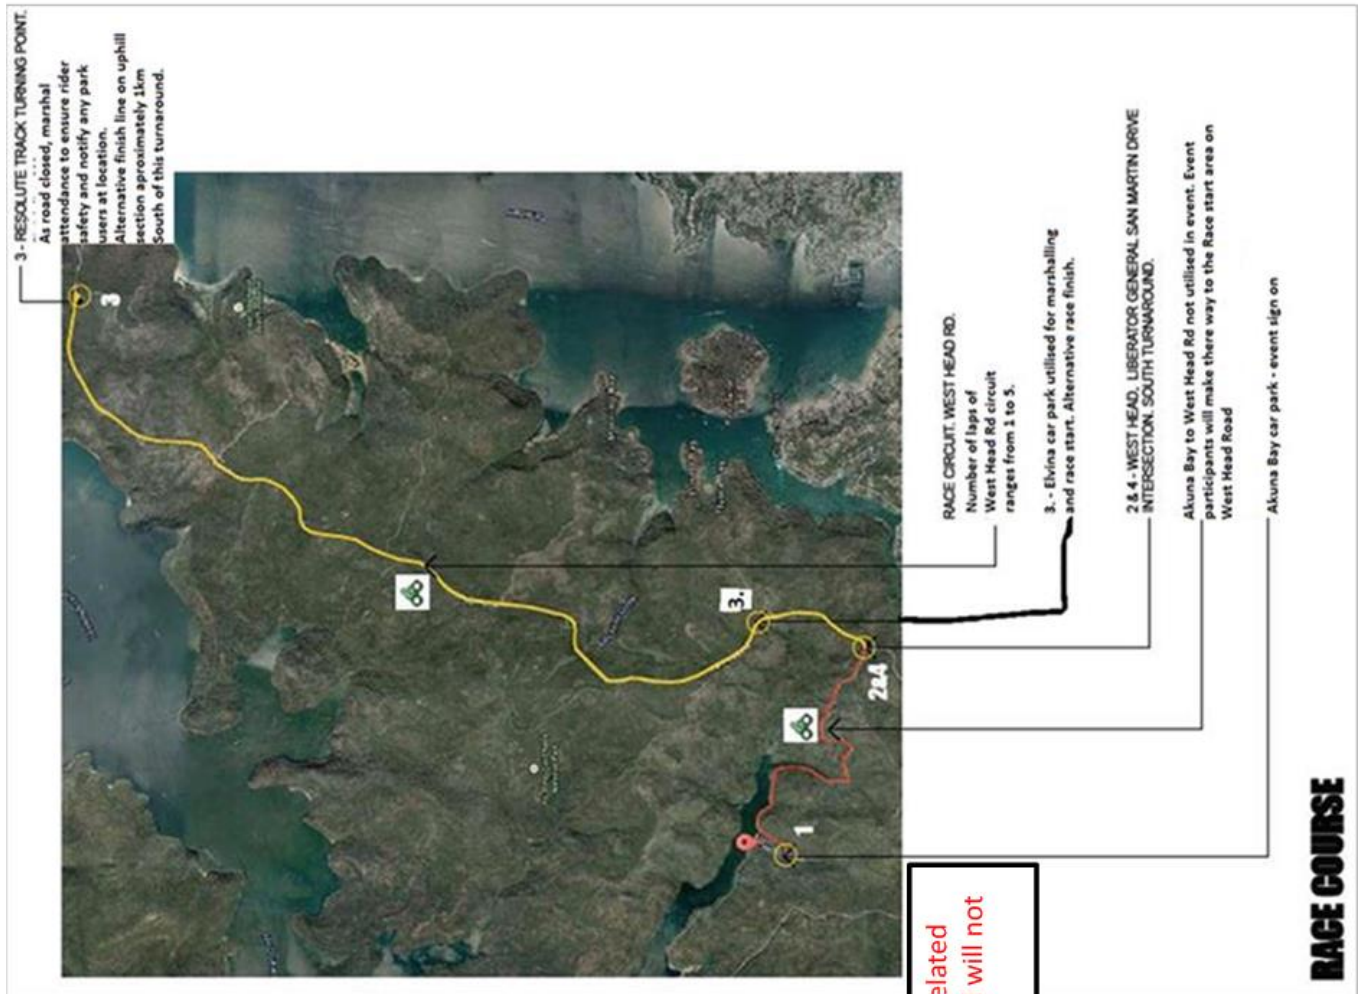 3 - RESOLUTE TRACK TURNING POINT.
As road closed, marshal
attendance to ensure rider
safety and notify any park
users at location.
Alternative finish line on uphill
section aproximately 1km
South of this turnaround.
3
RACE CIRCUIT. WEST HEAD RD.
Number of laps of
West Head Rd circuit
ranges from 1 to 5.
3. - Elvina car park utilised for marshalling
and race start. Alternative race finish.
3.
2 & 4 - WEST HEAD, LIBERATOR GENERAL SAN MARTIN DRIVE
INTERSECTION. SOUTH TURNAROUND.
2&4
Akuna Bay to West Head Rd not utilised in event. Event
participants will make there way to the Race start area on
West Head Road
Akuna Bay car park - event sign on
1
elated
will not
RACE COURSE